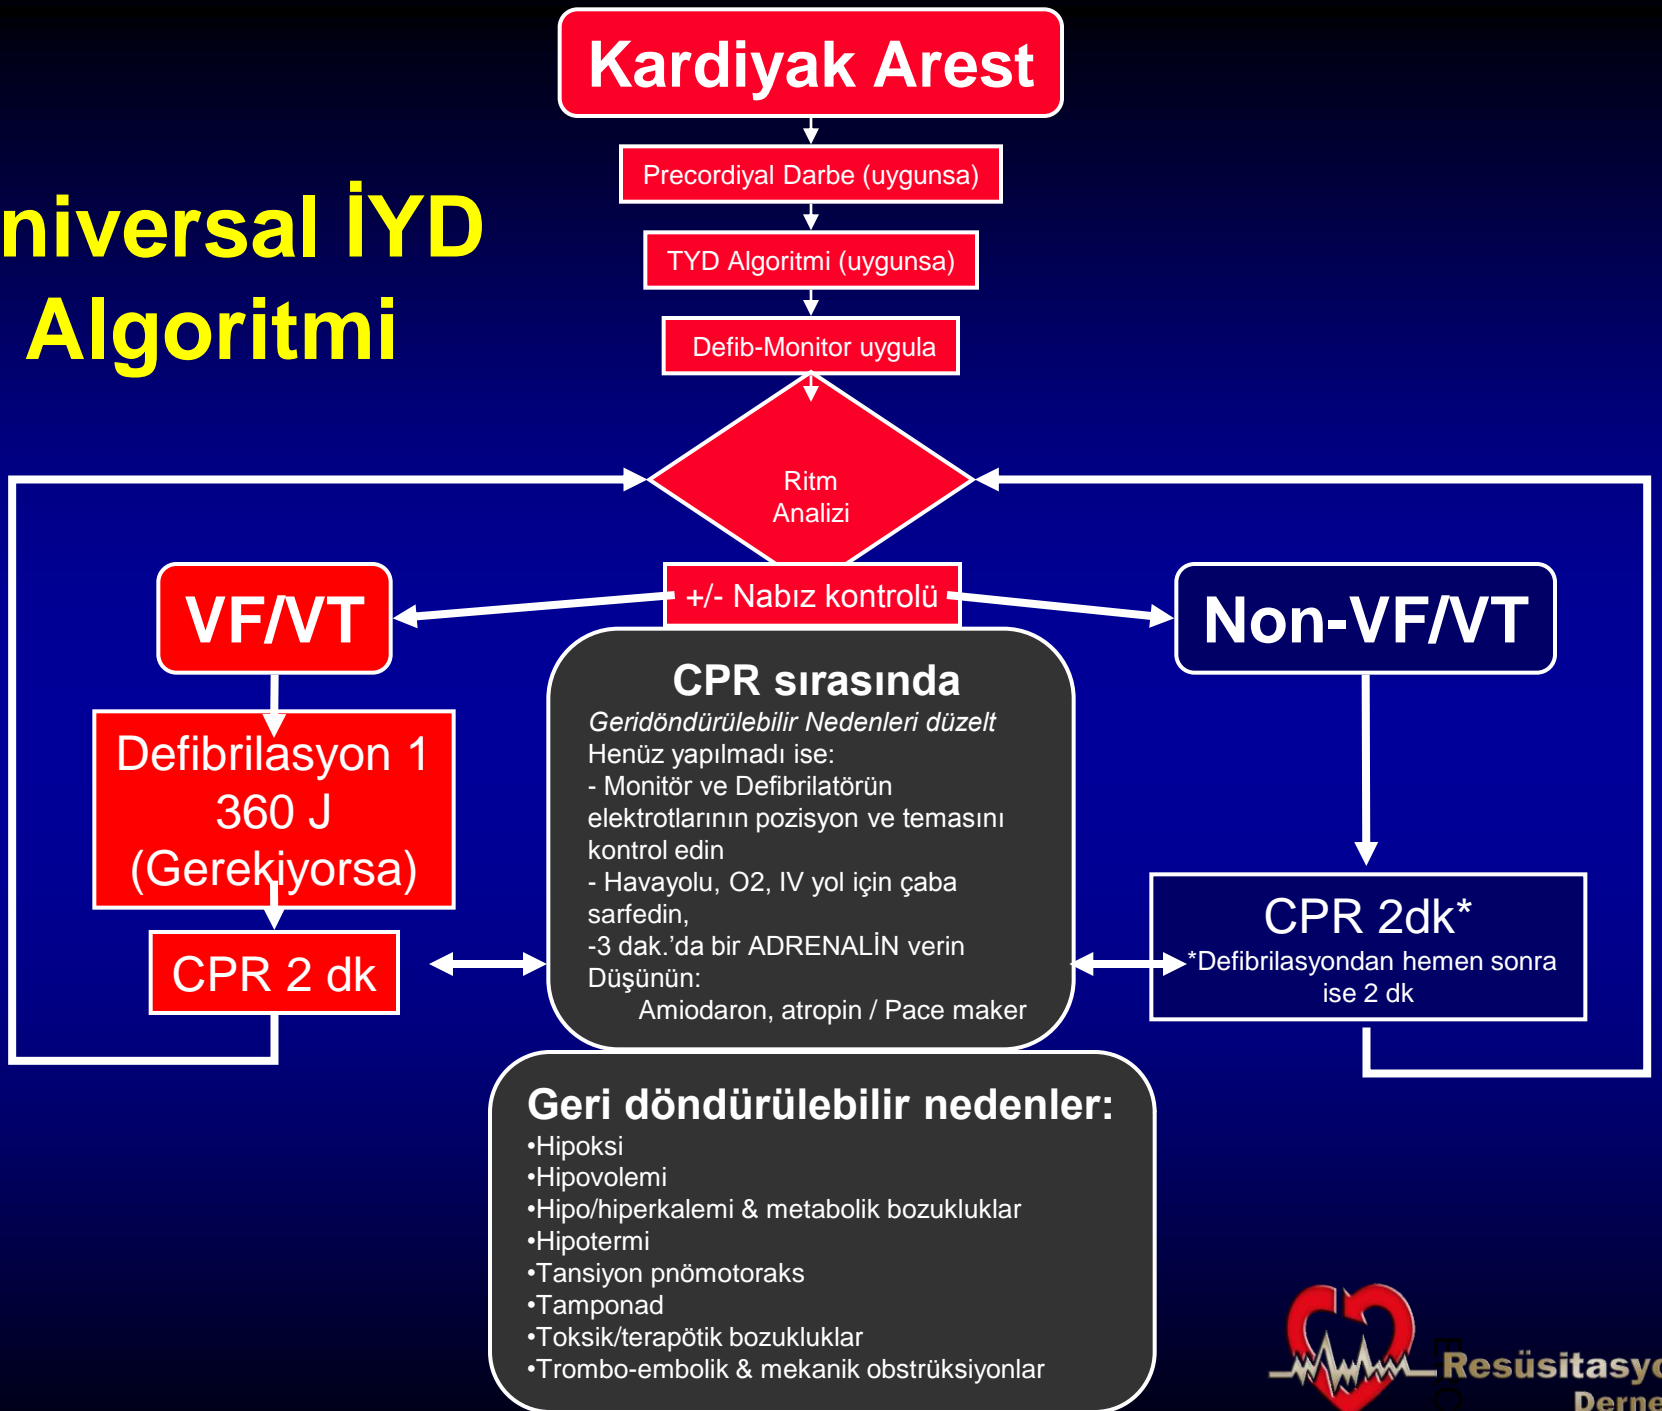 Kardiyak Arest
Precordiyal Darbe (uygunsa)
niversal İYD
Algoritmi
TYD Algoritmi (uygunsa)
Defib-Monitor uygula
Ritm
Analizi
+/- Nabız kontrolü
VF/VT
Non-VF/VT
Defibrilasyon 1
360 J
(Gerekiyorsa)
CPR 2 dk
CPR sırasında
Geridöndürülebilir Nedenleri düzelt
Henüz yapılmadı ise:
- Monitör ve Defibrilatörün
elektrotlarının pozisyon ve temasını
kontrol edin
- Havayolu, O2, IV yol için çaba
sarfedin,
-3 dak.'da bir ADRENALİN verin
Düşünün:
Amiodaron, atropin / Pace maker
CPR 2dk*
*Defibrilasyondan hemen sonra
ise 2 dk
Geri döndürülebilir nedenler:
•Hipoksi
•Hipovolemi
•Hipo/hiperkalemi & metabolik bozukluklar
•Hipotermi
•Tansiyon pnömotoraks
•Tamponad
•Toksik/terapötik bozukluklar
•Trombo-embolik & mekanik obstrüksiyonlar
Resüsitasyo
Derne